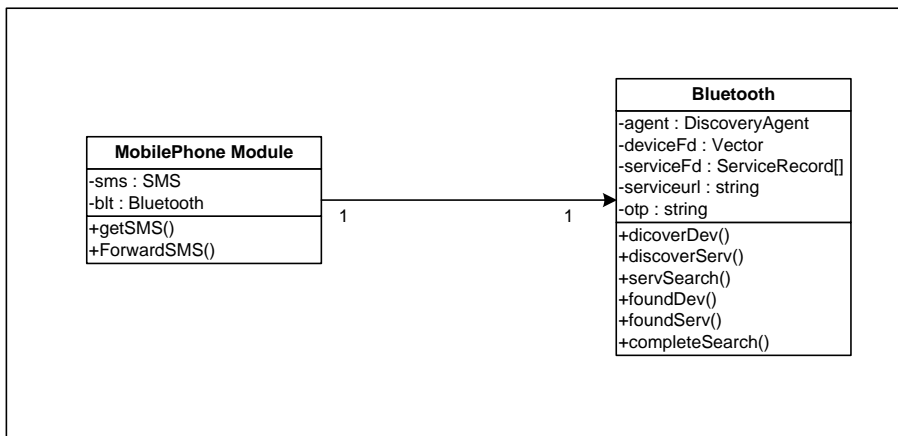 MobilePhone Module
-sms : SMS
-blt : Bluetooth
+getSMS()
+ForwardSMS()
1
1
Bluetooth
-agent : DiscoveryAgent
-deviceFd : Vector
-serviceFd : ServiceRecord[]
-serviceurl : string
-otp : string
+dicoverDev()
+discoverServ()
+servSearch()
+foundDev()
+foundServ()
+completeSearch()